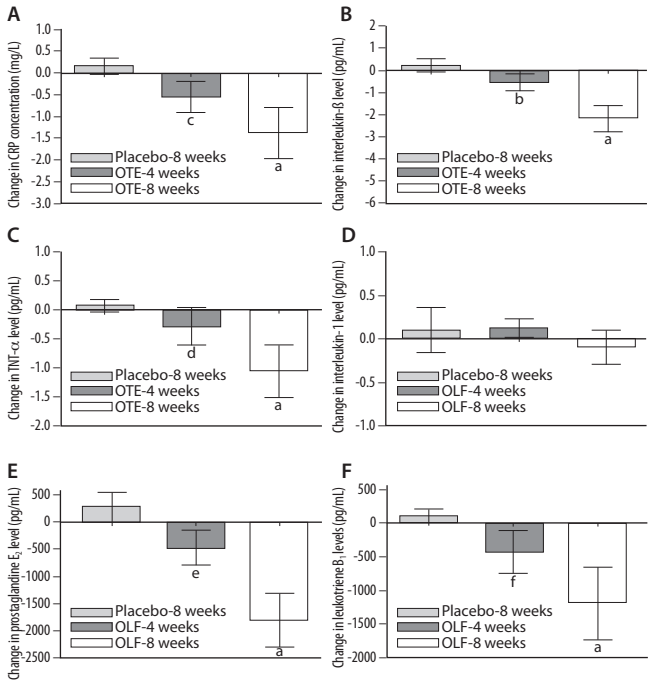 A
Change in CRP concentration (mg/L)
1.0
0.5
0.0
-0.5
-1.0
-1.5
-2.0
-2.5
-3.0
c
a
Placebo-8 weeks
OTE-4 weeks
OTE-8 weeks
B
Change in interleukin-ß level (pg/mL)
2
1
0
-1
-2
-3
-4
-5
-6
b
a
Placebo-8 weeks
OTE-4 weeks
OTE-8 weeks
C
Change in TNT-α level (pg/mL)
1.0
0.5
0.0
-0.5
-1.0
-1.5
-2.0
d
a
Placebo-8 weeks
OTE-4 weeks
OTE-8 weeks
D
Change in interleukin-1 level (pg/mL)
1.0
0.5
0.0
-0.5
-1.0
Placebo-8 weeks
OLF-4 weeks
OLF-8 weeks
E
Change in prostaglandine E₂ level (pg/mL)
500
0
-500
-1000
-1500
-2000
2500
e
a
Placebo-8 weeks
OLF-4 weeks
OLF-8 weeks
F
Change in leukotriene B₁ levels (pg/mL)
500
0
-500
-1000
-1500
-2000
f
a
Placebo-8 weeks
OLF-4 weeks
OLF-8 weeks